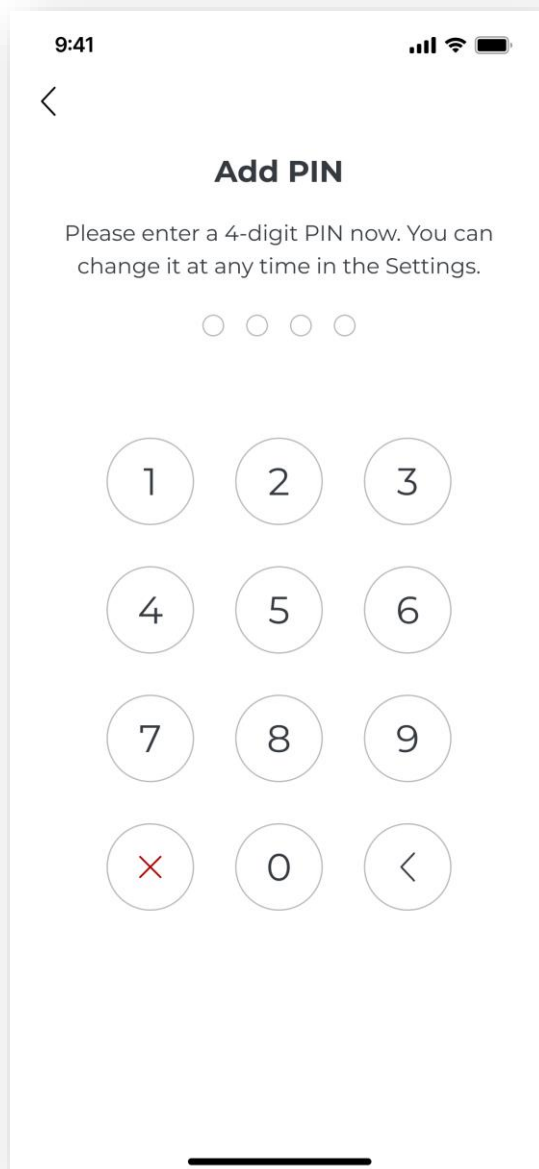 9:41
Add PIN
Please enter a 4-digit PIN now. You can
change it at any time in the Settings.
1 2 3
4 5 6
7 8 9
0